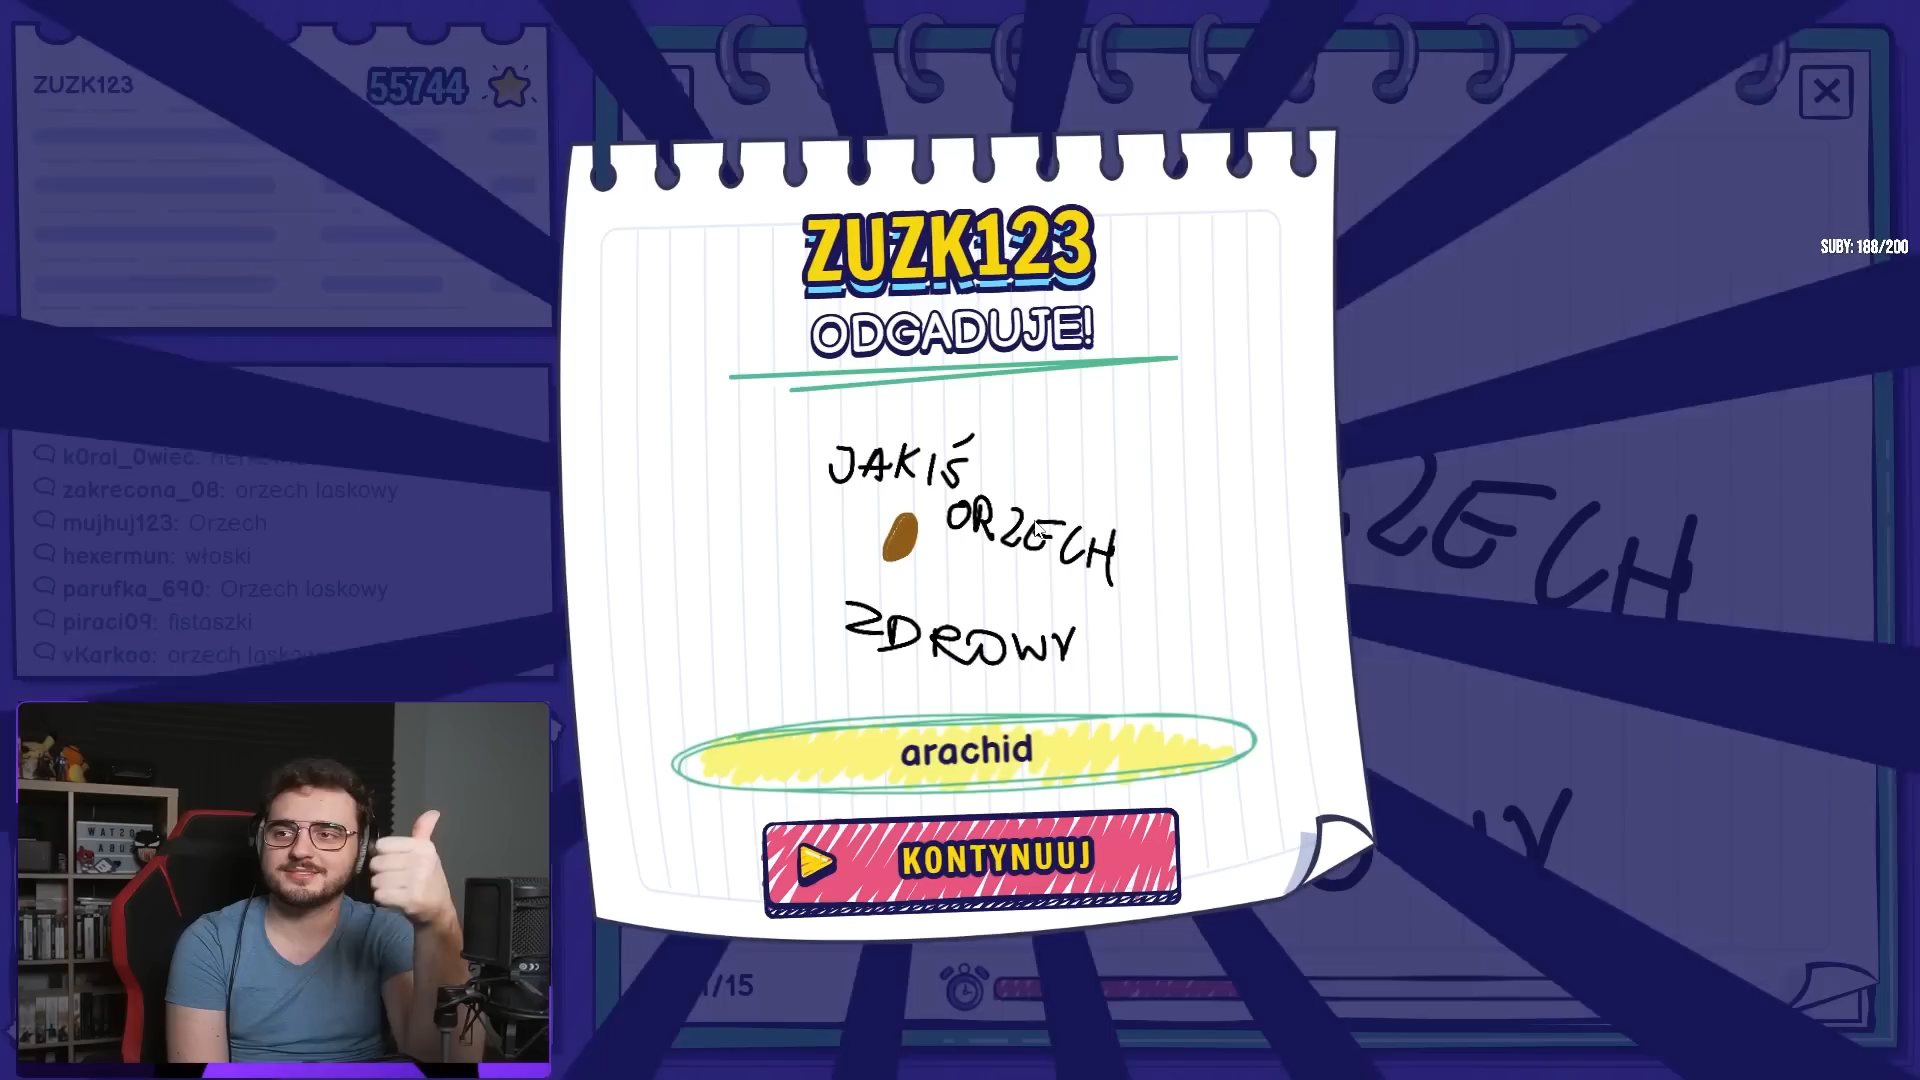 ZUZK123
55744
SUBY: 188/200
ZUZK123
ODGADUJE!
JAKIŚ
ORZECH
ZDROWY
arachid
KONTYNUUJ
k0ral_0wiec:
zakrecona_08: orzech laskowy
mujhuj123: Orzech
hexermun: włoski
parufka_690: Orzech laskowy
piraci09: fistaszki
vKarkoo: orzech
ZECH
/15